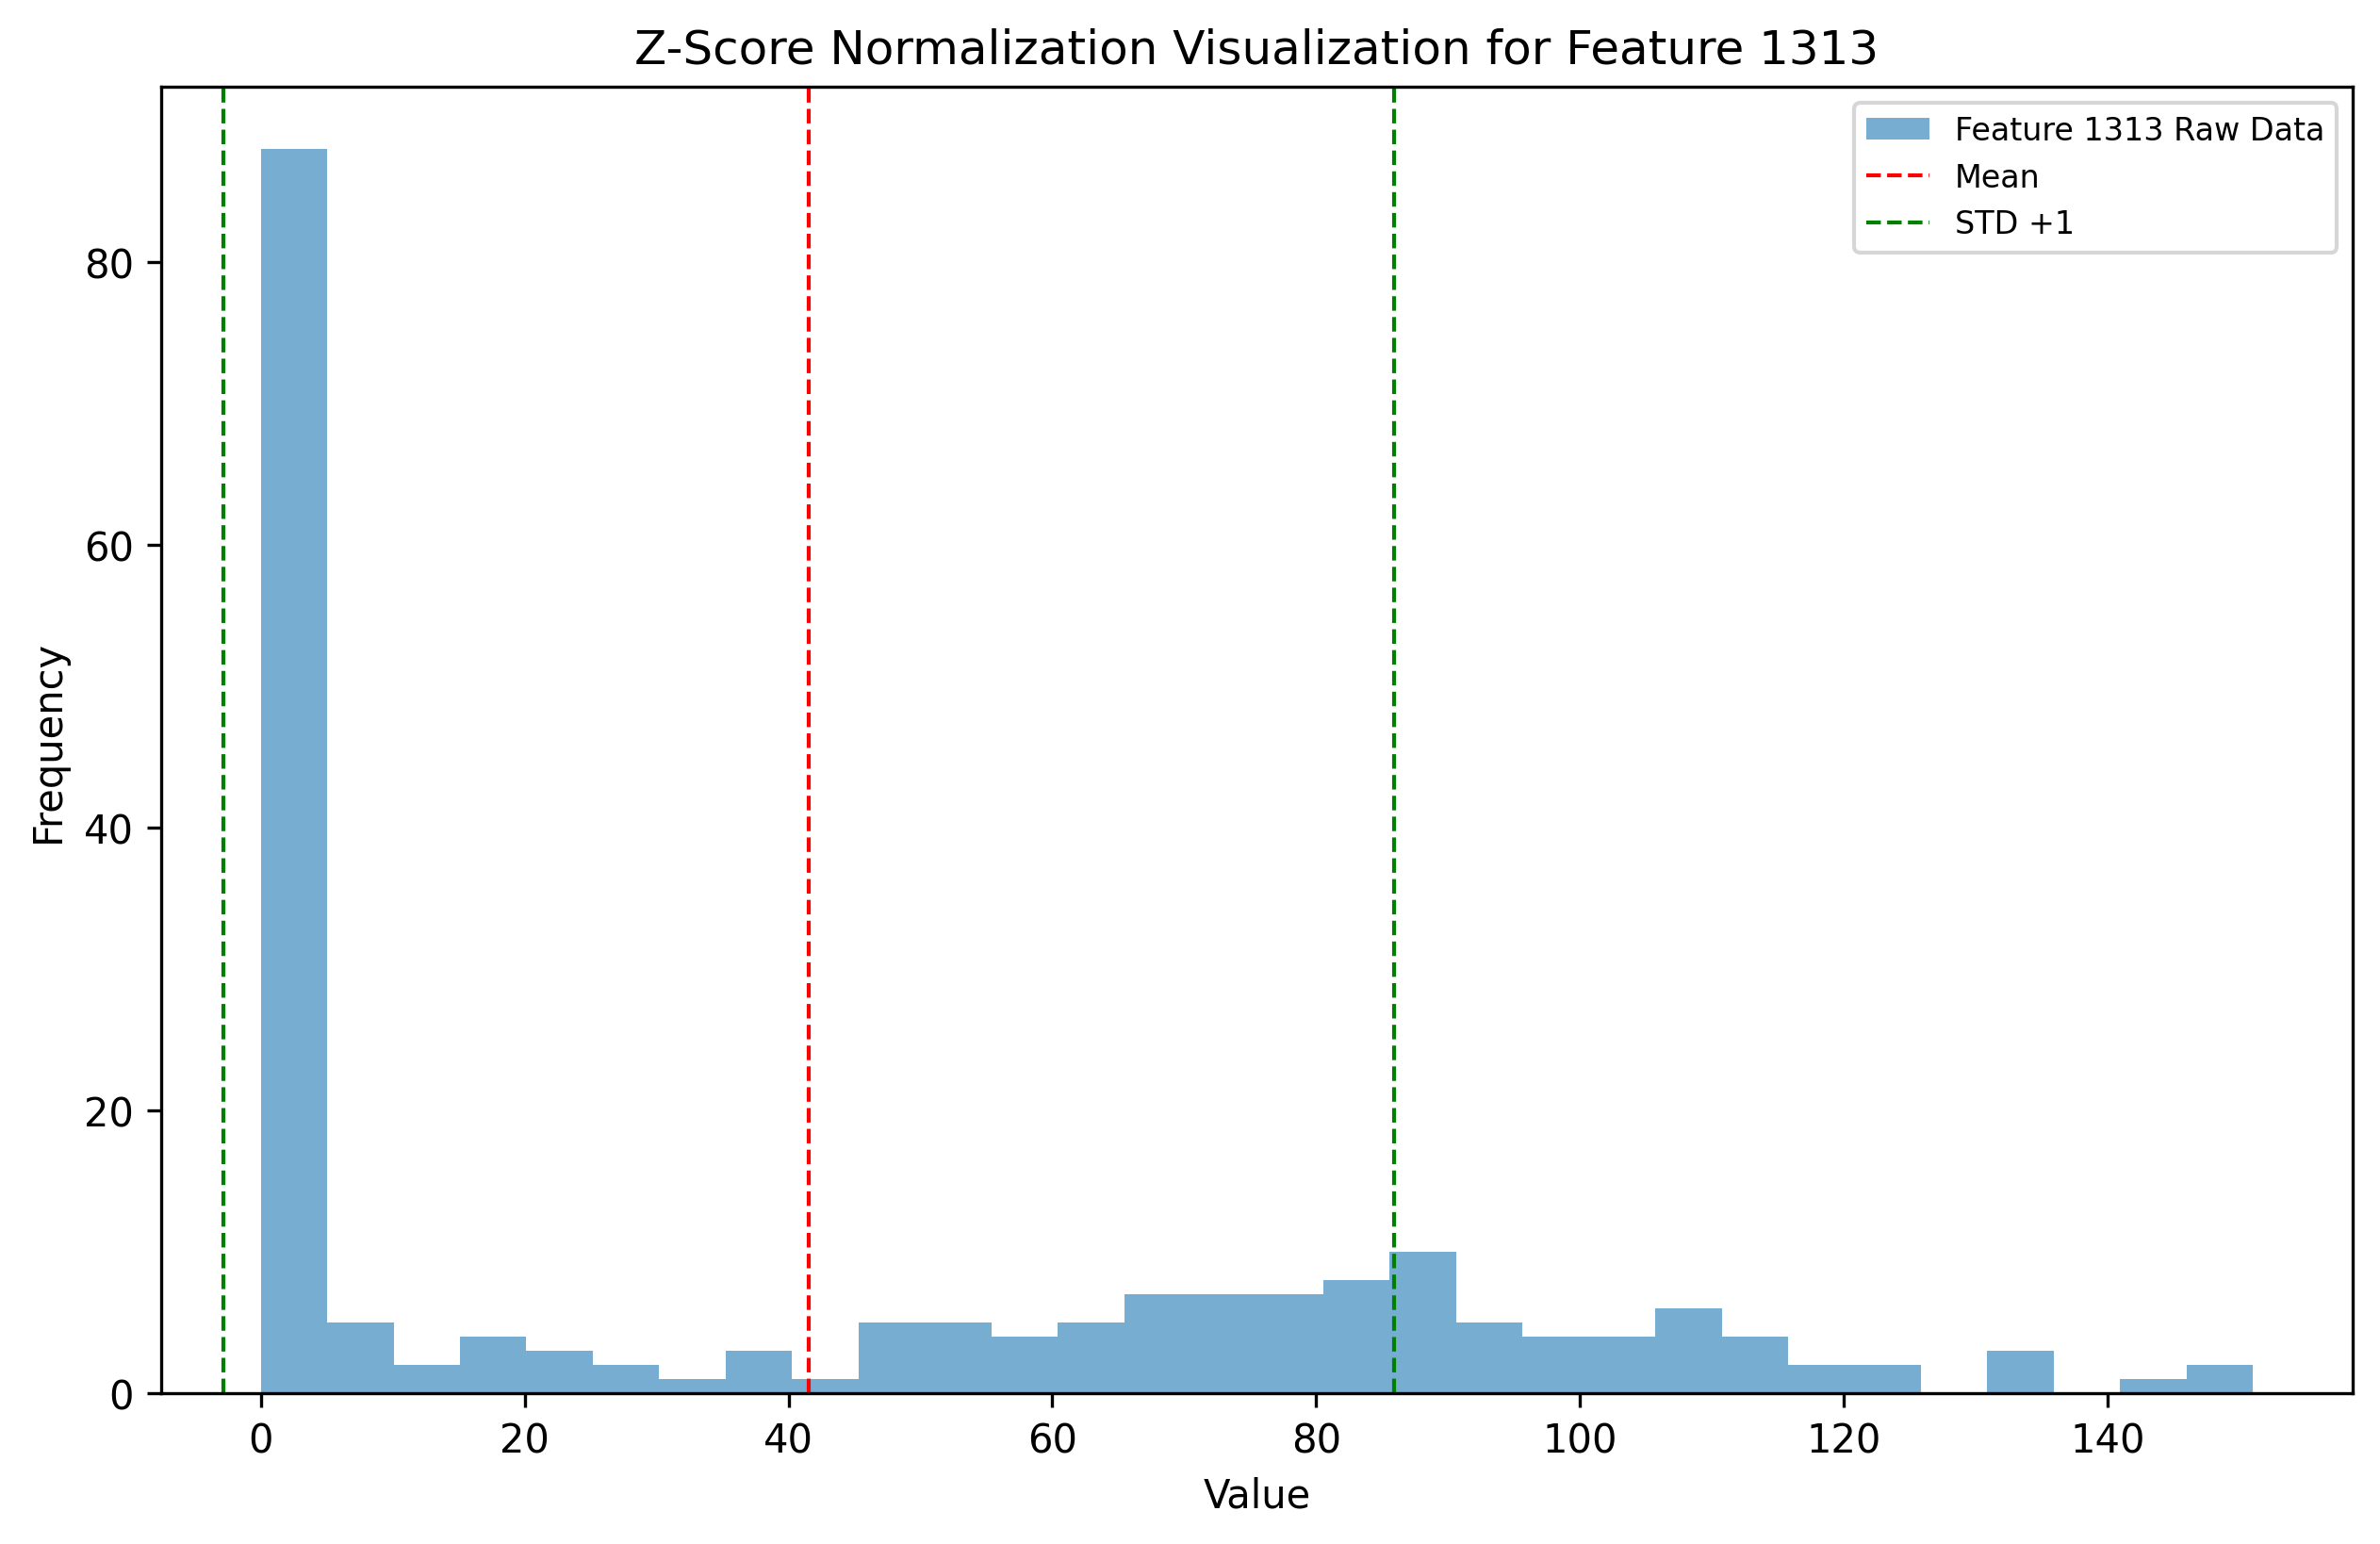 Z-Score Normalization Visualization for Feature 1313
Feature 1313 Raw Data
Mean
STD +1
Frequency
80
60
40
20
0
0 20 40 60 80 100 120 140
Value